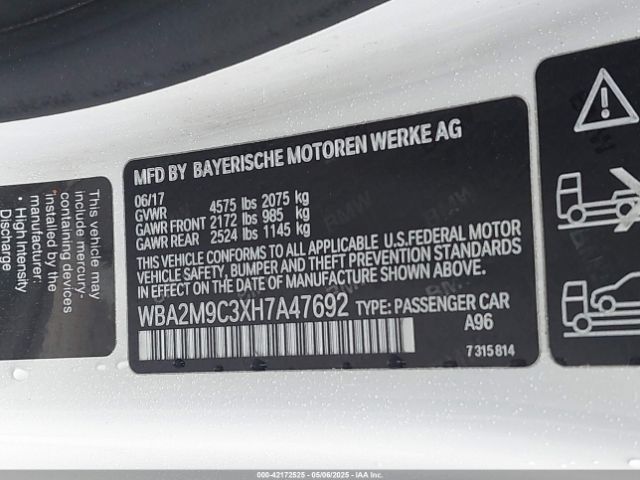 MFD BY BAYERISCHE MOTOREN WERKE AG
06/17
GVWR 4575 lbs 2075 kg
GAWR FRONT 2172 lbs 985 kg
GAWR REAR 2524 lbs 1145 kg
THIS VEHICLE CONFORMS TO ALL APPLICABLE U.S.FEDERAL MOTOR
VEHICLE SAFETY, BUMPER AND THEFT PREVENTION STANDARDS
IN EFFECT ON THE DATE OF MANUFACTURE SHOWN ABOVE.
WBA2M9C3XH7A47692 TYPE: PASSENGER CAR
A96
7 315 814
This vehicle may
include mercury-
containing devices
installed by the
manufacturer:
• High Intensity
Discharge
000-42172525 - 05/06/2025 - IAA Inc.